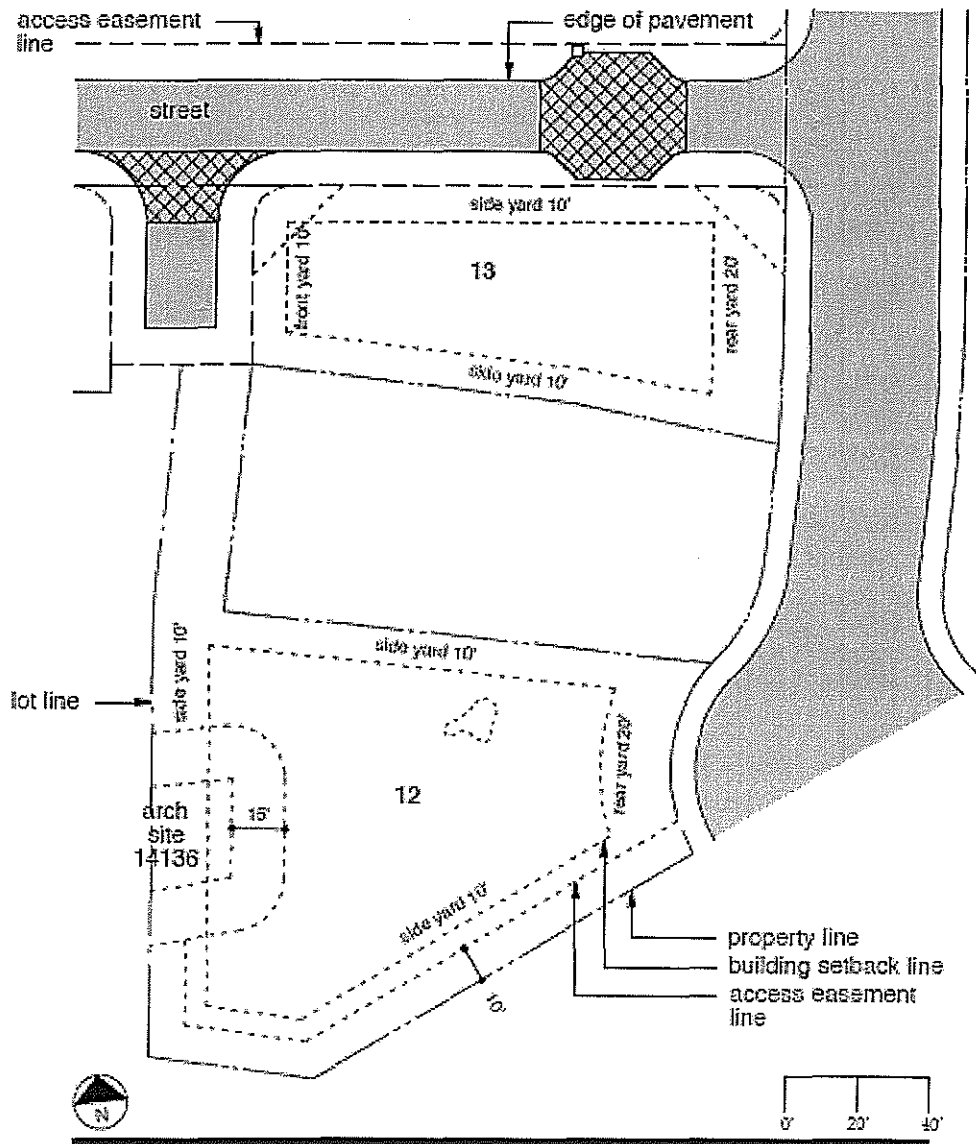 access easement
line
edge of pavement
street
side yard 10'
front yard 10'
13
rear yard 20'
side yard 10'
side yard 10'
side yard 10'
lot line
rear yard 20'
12
15'
arch
site
14136
side yard 10'
10'
property line
building setback line
access easement
line
N
0'
20'
40'